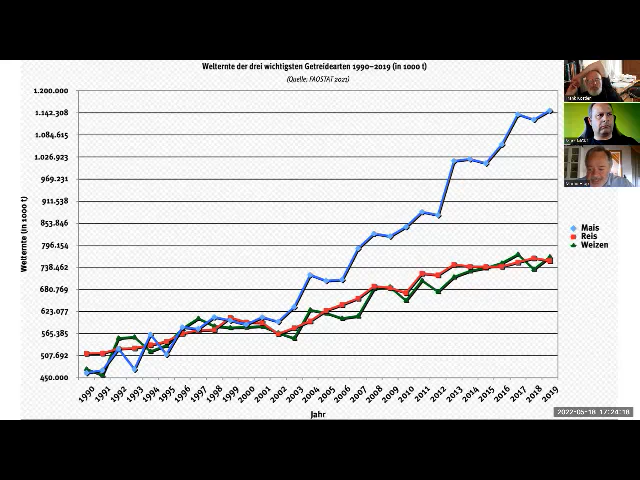 Welternte der drei wichtigsten Getreidearten 1990–2019 (in 1000 t)
(Quelle: FAOSTAT 2021)
Welternte (in 1000 t)
1.200.000
1.142.308
1.084.615
1.026.923
969.231
911.538
853.846
796.154
738.462
680.769
623.077
565.385
507.692
450.000
1990 1991 1992 1993 1994 1995 1996 1997 1998 1999 2000 2001 2002 2003 2004 2005 2006 2007 2008 2009 2010 2011 2012 2013 2014 2015 2016 2017 2018 2019
Jahr
Mais
Reis
Weizen
2022-05-18 17:24:18